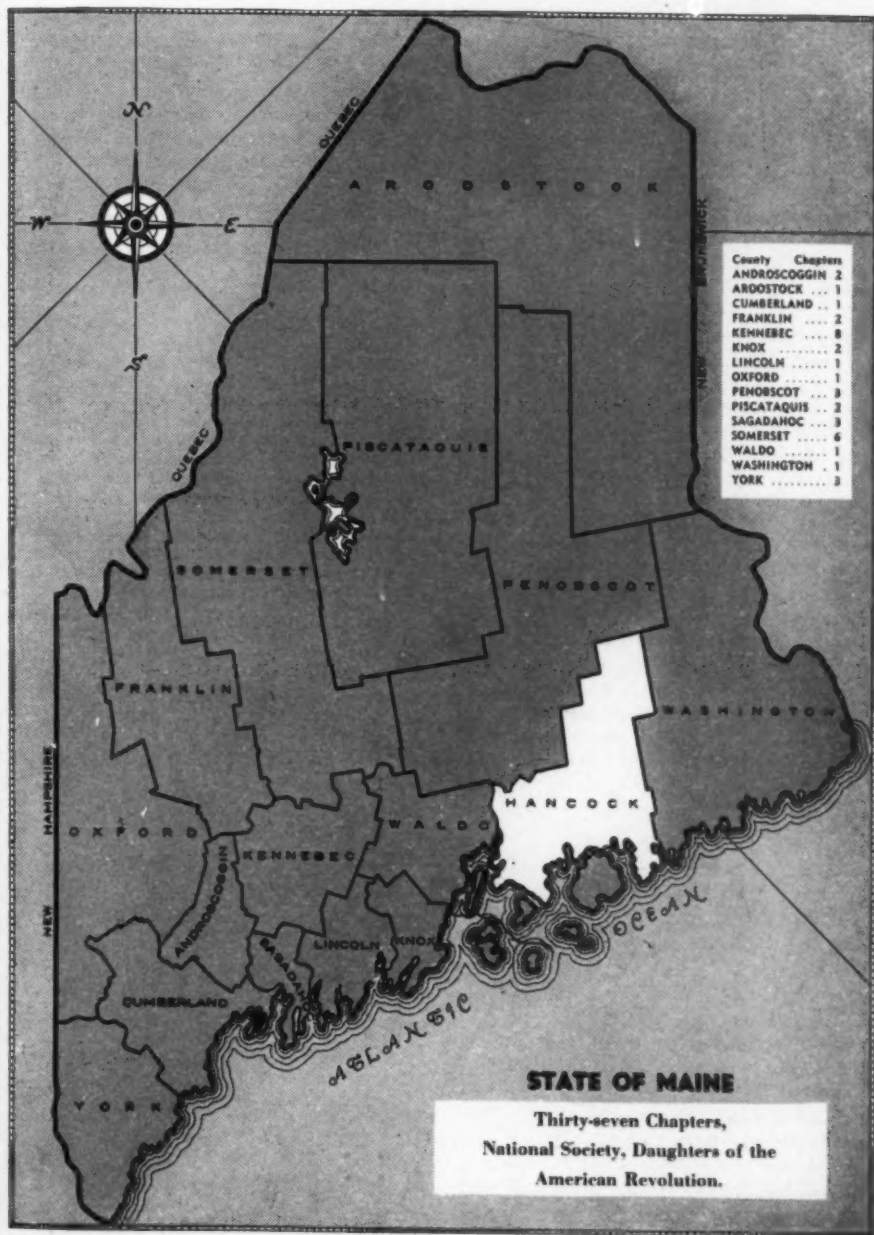 N
W
E
S
QUEBEC
AROOSTOOK
NEW BRUNSWICK
County Chapters
ANDROSCOGGIN 2
AROOSTOCK ... 1
CUMBERLAND .. 1
FRANKLIN .... 2
KENNEBEC .... 8
KNOX ........ 2
LINCOLN ...... 1
OXFORD ....... 1
PENOBSCOT ... 3
PISCATAQUIS .. 2
SAGADAHOC ... 3
SOMERSET ..... 6
WALDO ....... 1
WASHINGTON . 1
YORK ......... 3
QUEBEC
PISCATAQUIS
SOMERSET
PENOBSCOT
FRANKLIN
WASHINGTON
NEW HAMPSHIRE
HANCOCK
OXFORD
WALDO
KENNEBEC
ANDROSCOGGIN
SAGADAH
LINCOLN
KNOX
CUMBERLAND
ATLANTIC OCEAN
YORK
STATE OF MAINE
Thirty-seven Chapters,
National Society, Daughters of the
American Revolution.